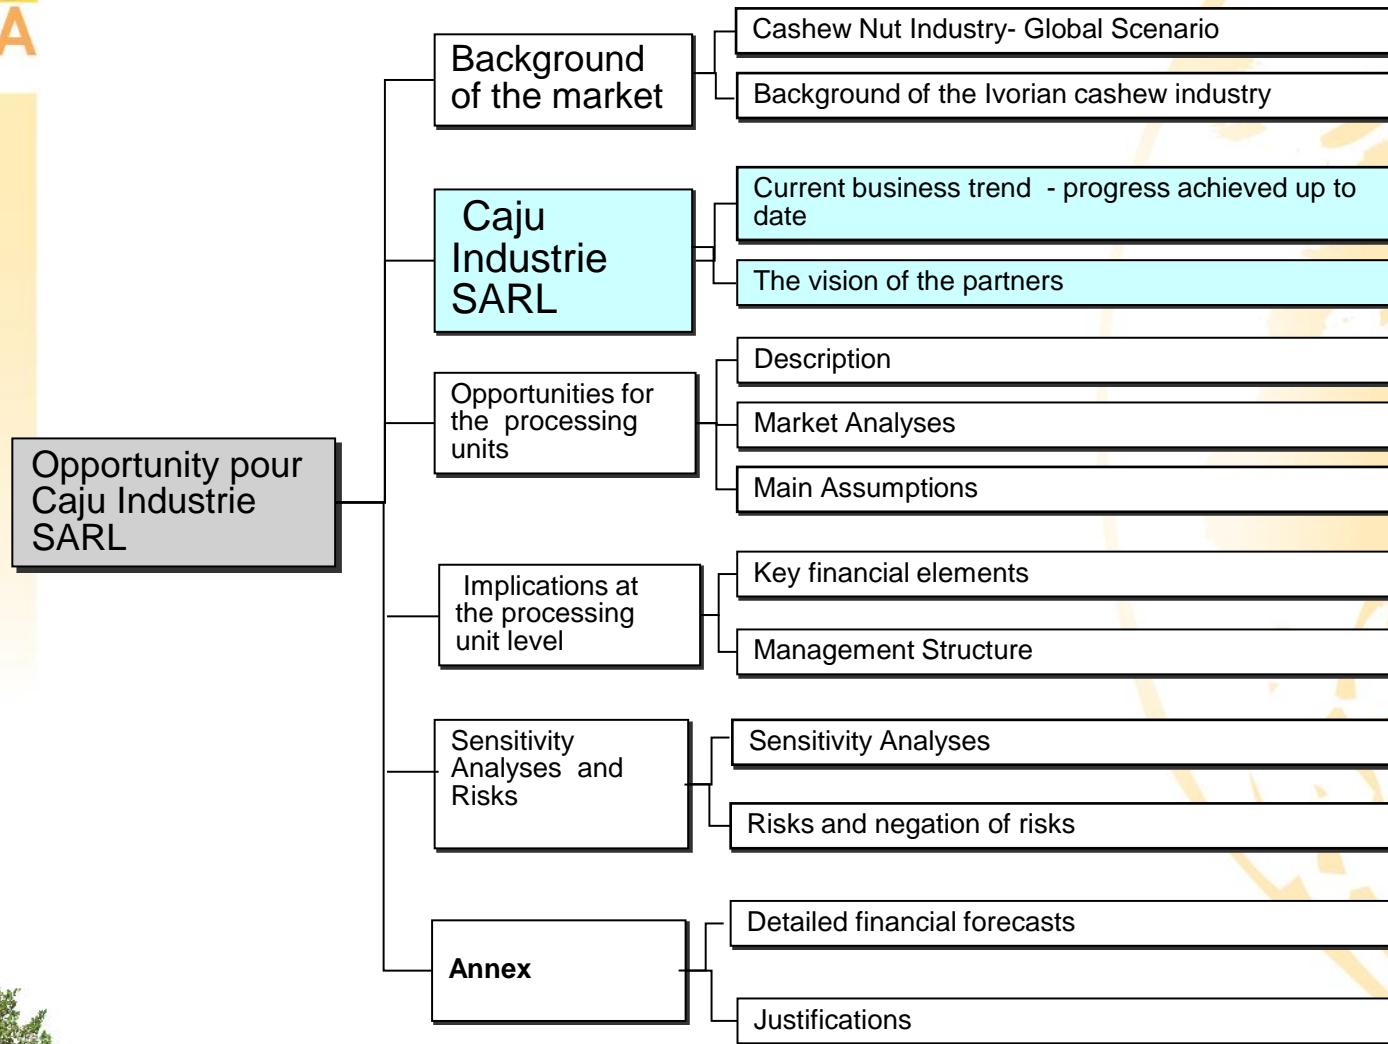 A
Opportunity pour
Caju Industrie
SARL
Background
of the market
Cashew Nut Industry- Global Scenario
Background of the Ivorian cashew industry
Caju
Industrie
SARL
Current business trend - progress achieved up to
date
The vision of the partners
Opportunities for
the processing
units
Description
Market Analyses
Main Assumptions
Implications at
the processing
unit level
Key financial elements
Management Structure
Sensitivity
Analyses and
Risks
Sensitivity Analyses
Risks and negation of risks
Annex
Detailed financial forecasts
Justifications